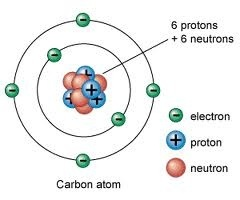 6 protons
+ 6 neutrons
electron
proton
neutron
Carbon atom